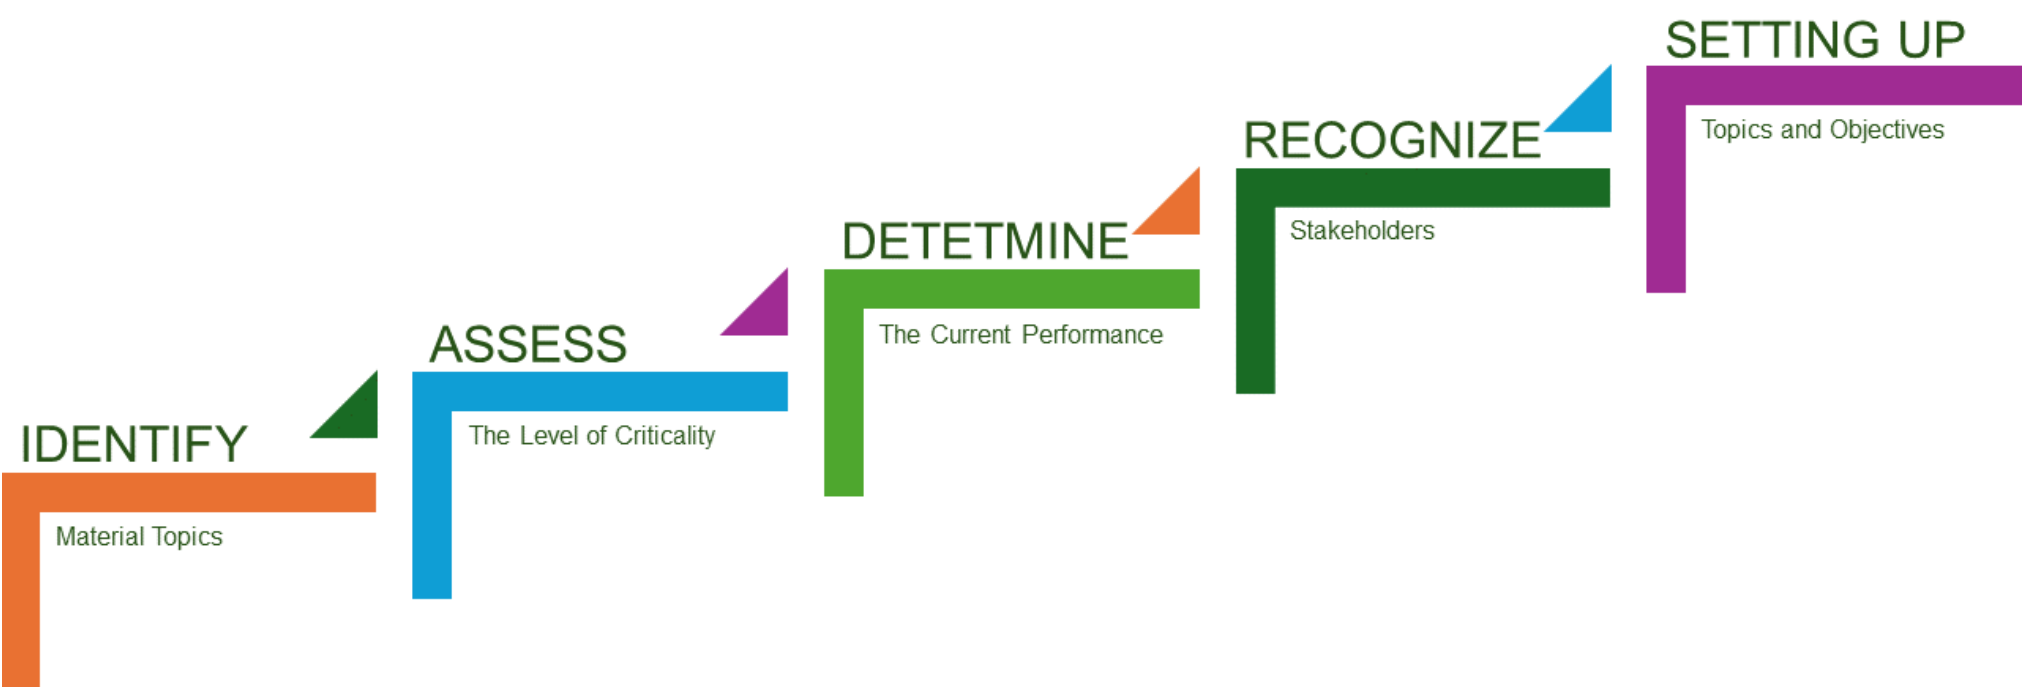 IDENTIFY
Material Topics
ASSESS
The Level of Criticality
DETETMINE
The Current Performance
RECOGNIZE
Stakeholders
SETTING UP
Topics and Objectives